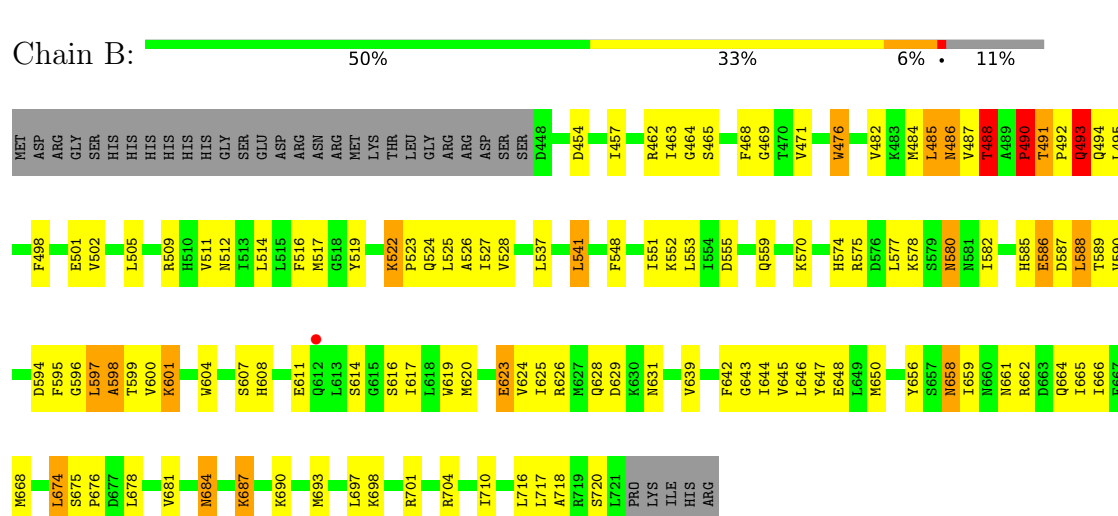 Chain B:
50% 33% 6% • 11%
MET ASP ARG GLY SER HIS HIS HIS HIS HIS HIS GLY SER GLU ASP ARG ASN ARG MET LYS THR LEU GLY ARG ARG ASP SER SER D448 D454 I457 R462 I463 G464 S465 F468 G469 T470 V471 W476 V482 K483 M484 L485 N486 V487 T488 A489 P490 T491 P492 Q493 Q494 L495
F498 E501 V502 L505 R509 H510 V511 N512 I513 L514 L515 F516 M517 G518 Y519 K522 P523 Q524 L525 A526 I527 V528 L537 L541 F548 I551 K552 L553 I554 D555 Q559 K570 H574 R575 D576 L577 K578 S579 N580 N581 I582 H585 E586 D587 L588 T589 V590
D594 F595 G596 L597 A598 T599 V600 K601 W604 S607 H608 E611 Q612 L613 S614 G615 S616 I617 L618 W619 M620 E623 V624 I625 R626 M627 Q628 D629 K630 N631 V639 F642 G643 I644 V645 L646 Y647 E648 L649 M650 Y656 S657 N658 I659 N660 N661 R662 D663 Q664 I665 I666 E667
M668 L674 S675 P676 D677 L678 V681 N684 K687 K690 M693 L697 K698 R701 R704 I710 L716 L717 A718 R719 S720 L721 PRO LYS ILE HIS ARG